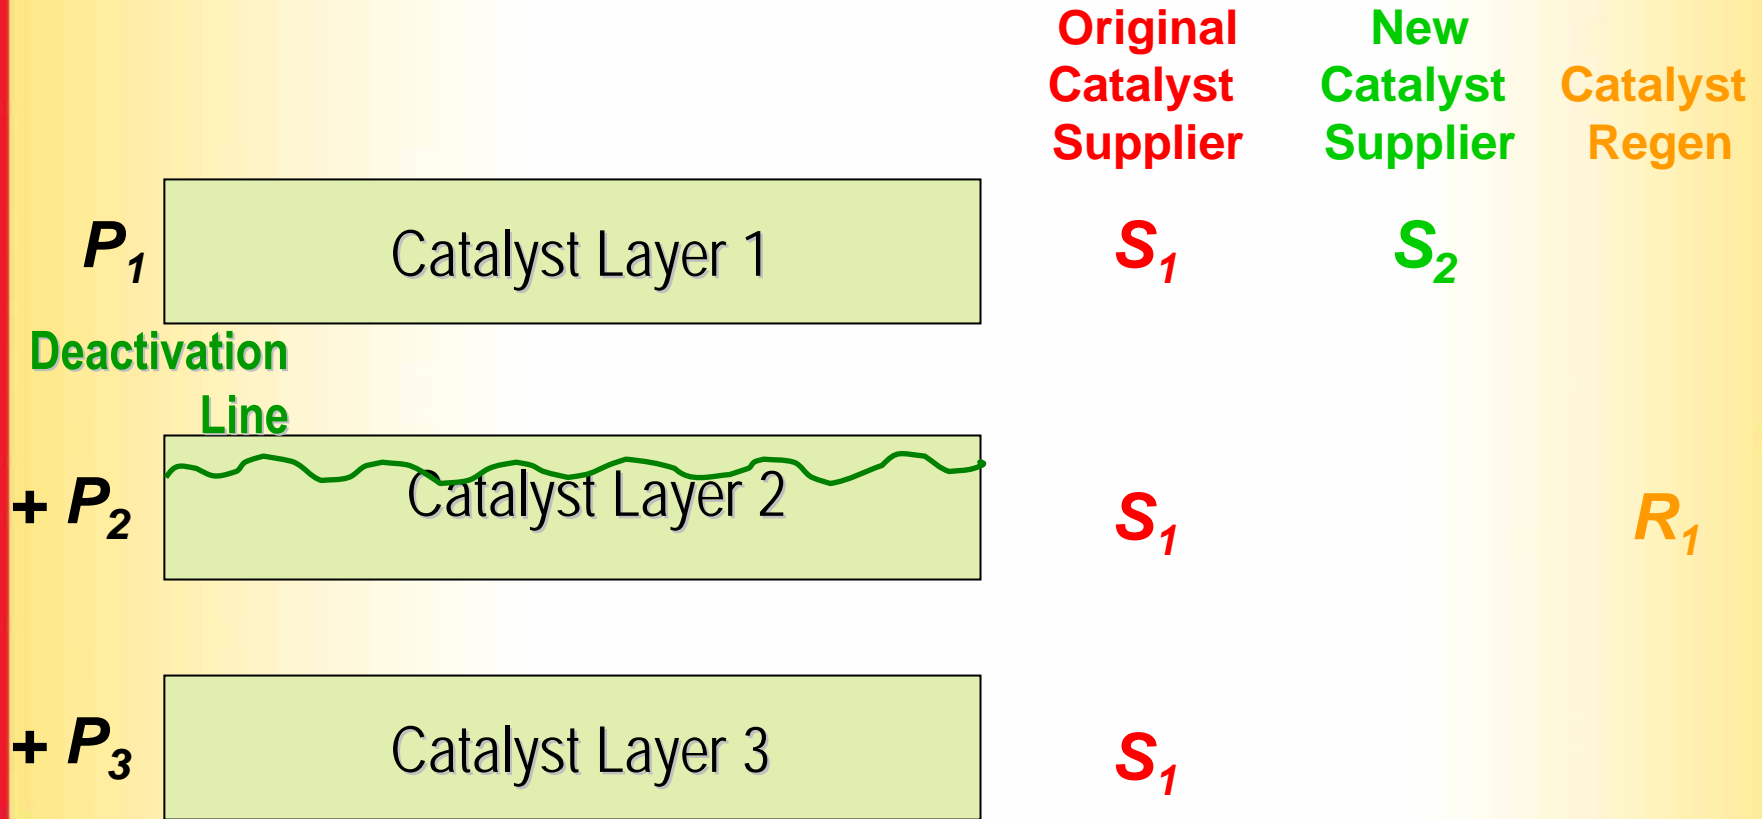 Original
Catalyst
Supplier
New
Catalyst
Supplier
Catalyst
Regen
P1
Catalyst Layer 1
S1
S2
Deactivation
Line
+ P2
Catalyst Layer 2
S1
R1
+ P3
Catalyst Layer 3
S1